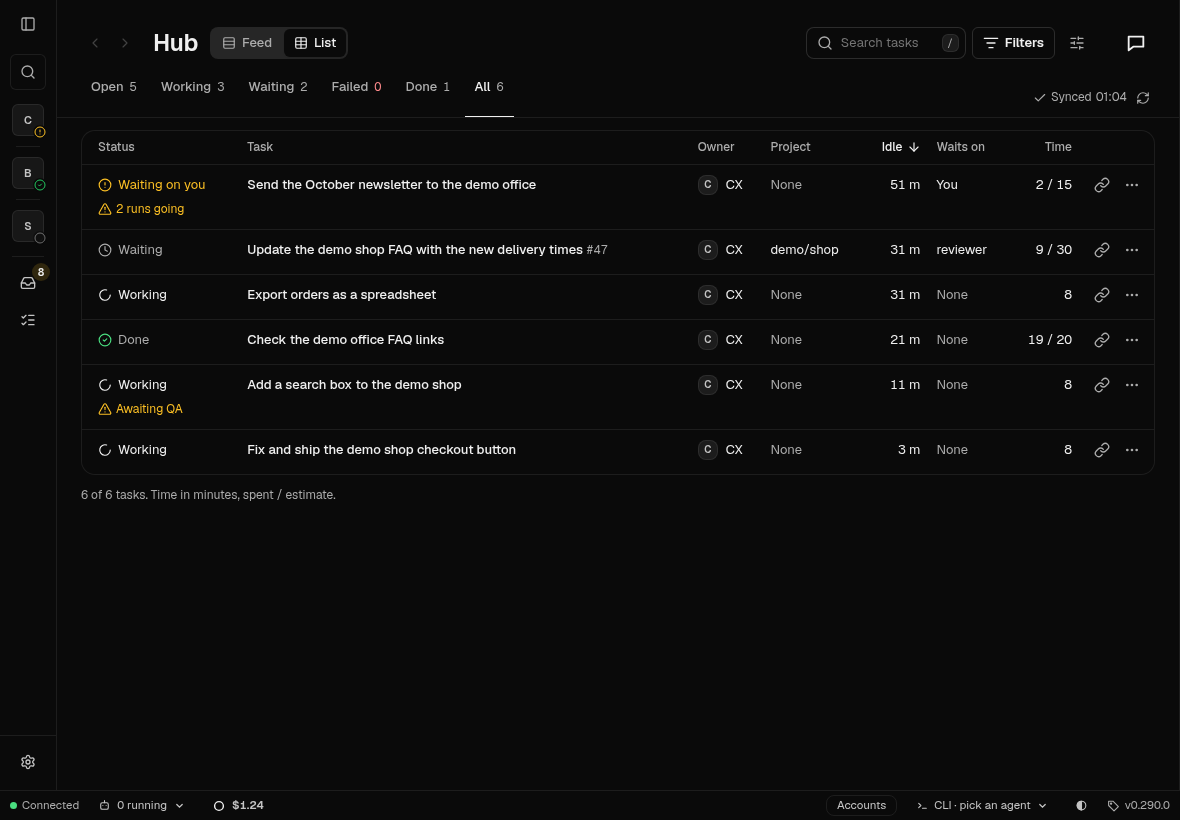 Hub Feed List Search tasks / Filters
Open 5 Working 3 Waiting 2 Failed 0 Done 1 All 6
Synced 01:04
C
B
S
8
Status Task Owner Project Idle Waits on Time
Waiting on you Send the October newsletter to the demo office C CX None 51 m You 2 / 15
2 runs going
Waiting Update the demo shop FAQ with the new delivery times #47 C CX demo/shop 31 m reviewer 9 / 30
Working Export orders as a spreadsheet C CX None 31 m None 8
Done Check the demo office FAQ links C CX None 21 m None 19 / 20
Working Add a search box to the demo shop C CX None 11 m None 8
Awaiting QA
Working Fix and ship the demo shop checkout button C CX None 3 m None 8
6 of 6 tasks. Time in minutes, spent / estimate.
Connected 0 running $1.24 Accounts CLI · pick an agent v0.290.0